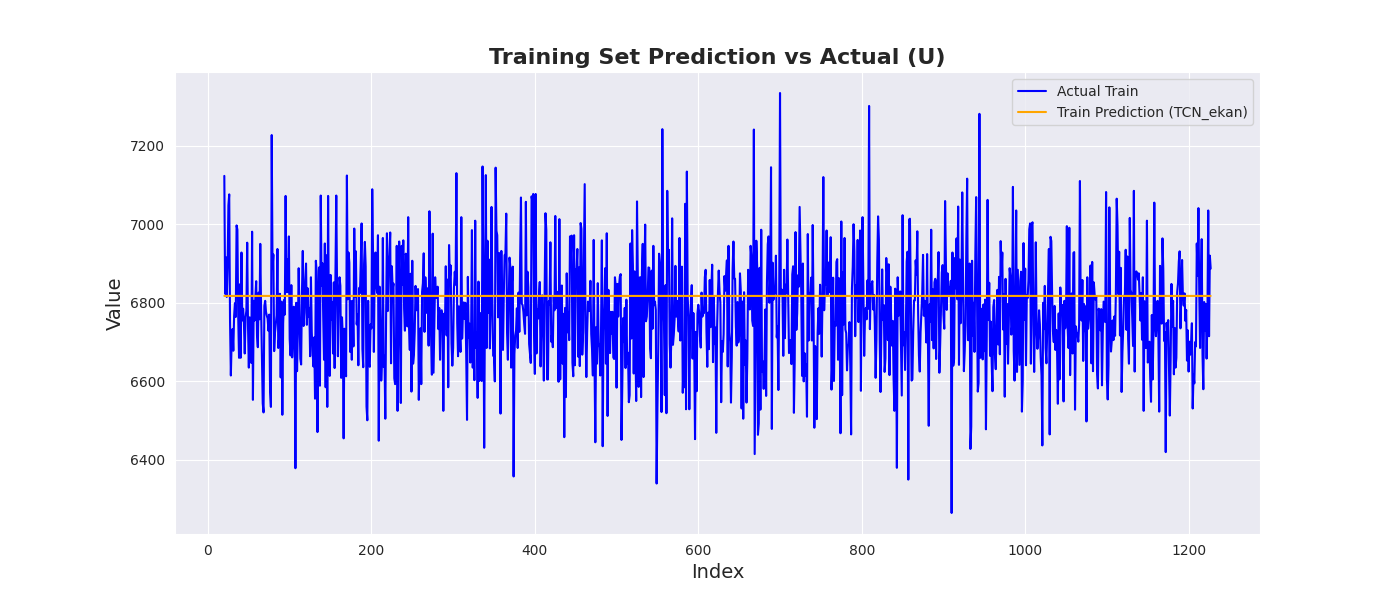 Training Set Prediction vs Actual (U)
Actual Train
Train Prediction (TCN_ekan)
Value
7200
7000
6800
6600
6400
0 200 400 600 800 1000 1200
Index